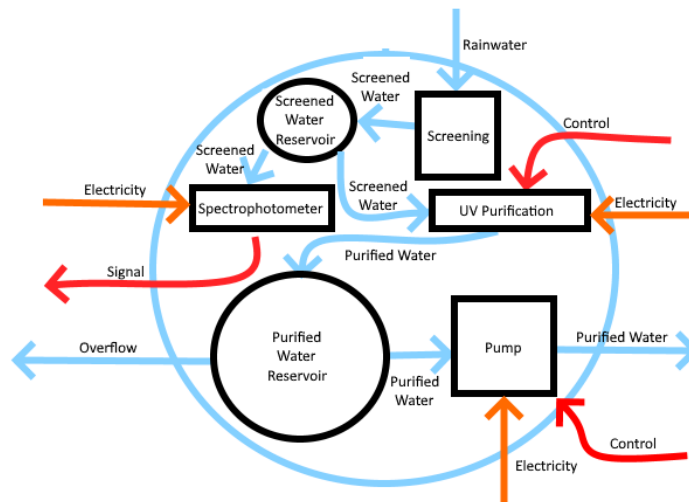 Rainwater
Screened
Water
Screened
Water
Reservoir
Screening
Control
Screened
Water
Electricity
Spectrophotometer
Screened
Water
UV Purification
Electricity
Purified Water
Signal
Overflow
Purified
Water
Reservoir
Purified
Water
Pump
Purified Water
Control
Electricity